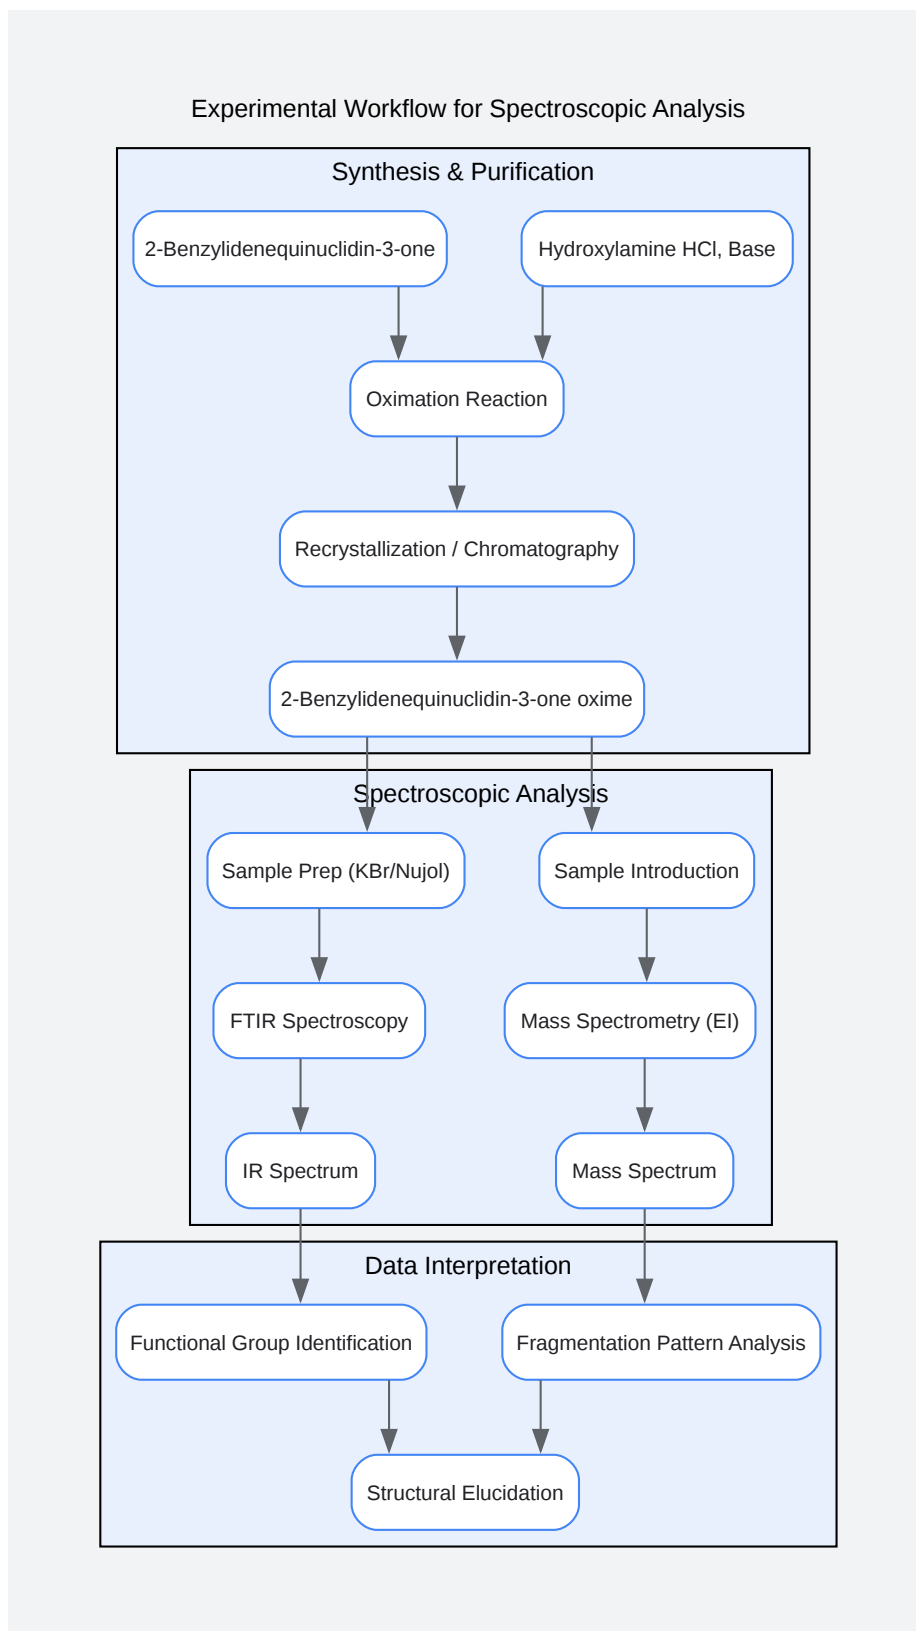 Experimental Workflow for Spectroscopic Analysis
Synthesis & Purification
2-Benzylidenequinuclidin-3-one
Hydroxylamine HCl, Base
Oximation Reaction
Recrystallization / Chromatography
2-Benzylidenequinuclidin-3-one oxime
Spectroscopic Analysis
Sample Prep (KBr/Nujol)
Sample Introduction
FTIR Spectroscopy
Mass Spectrometry (EI)
IR Spectrum
Mass Spectrum
Data Interpretation
Functional Group Identification
Fragmentation Pattern Analysis
Structural Elucidation